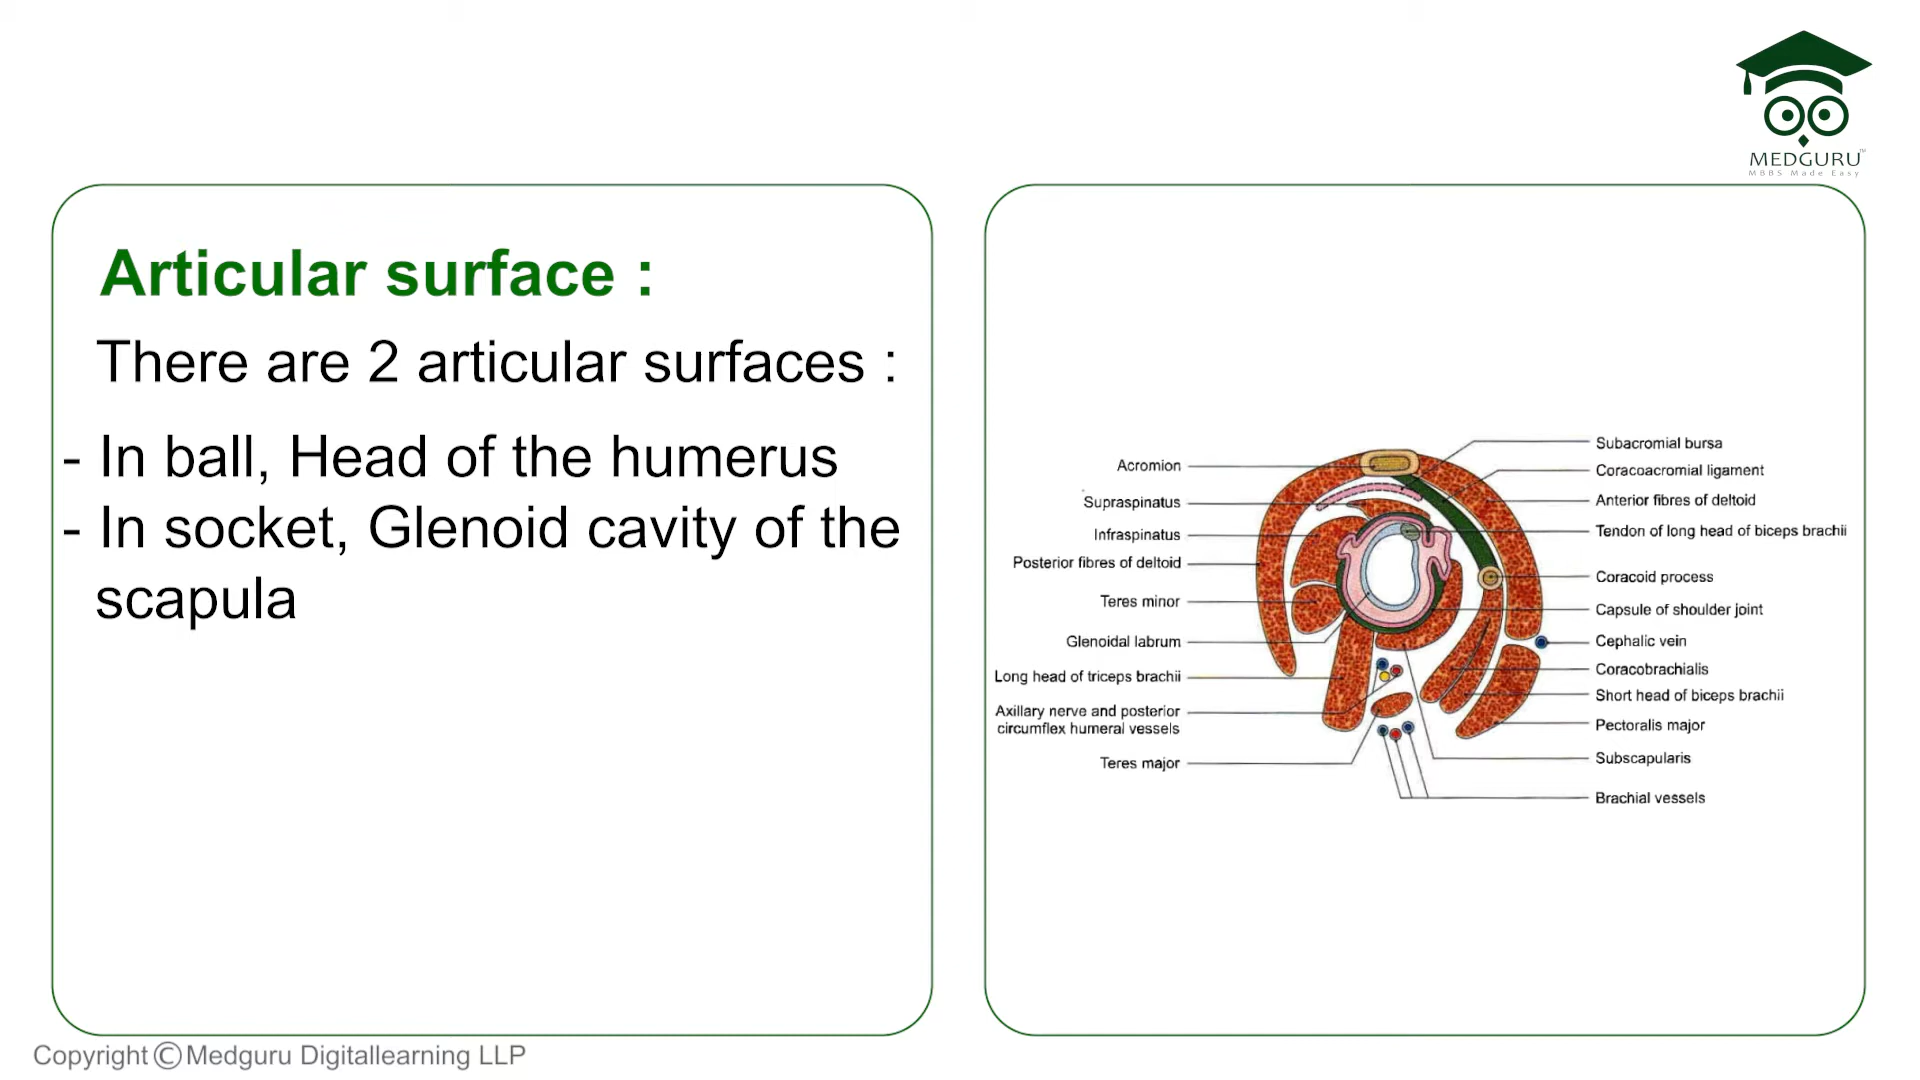 MEDGURU™
MBBS Made Easy
Articular surface :
There are 2 articular surfaces :
- In ball, Head of the humerus
- In socket, Glenoid cavity of the
scapula
Acromion
Supraspinatus
Infraspinatus
Posterior fibres of deltoid
Teres minor
Glenoidal labrum
Long head of triceps brachii
Axillary nerve and posterior
circumflex humeral vessels
Teres major
Subacromial bursa
Coracoacromial ligament
Anterior fibres of deltoid
Tendon of long head of biceps brachii
Coracoid process
Capsule of shoulder joint
Cephalic vein
Coracobrachialis
Short head of biceps brachii
Pectoralis major
Subscapularis
Brachial vessels
Copyright © Medguru Digitallearning LLP